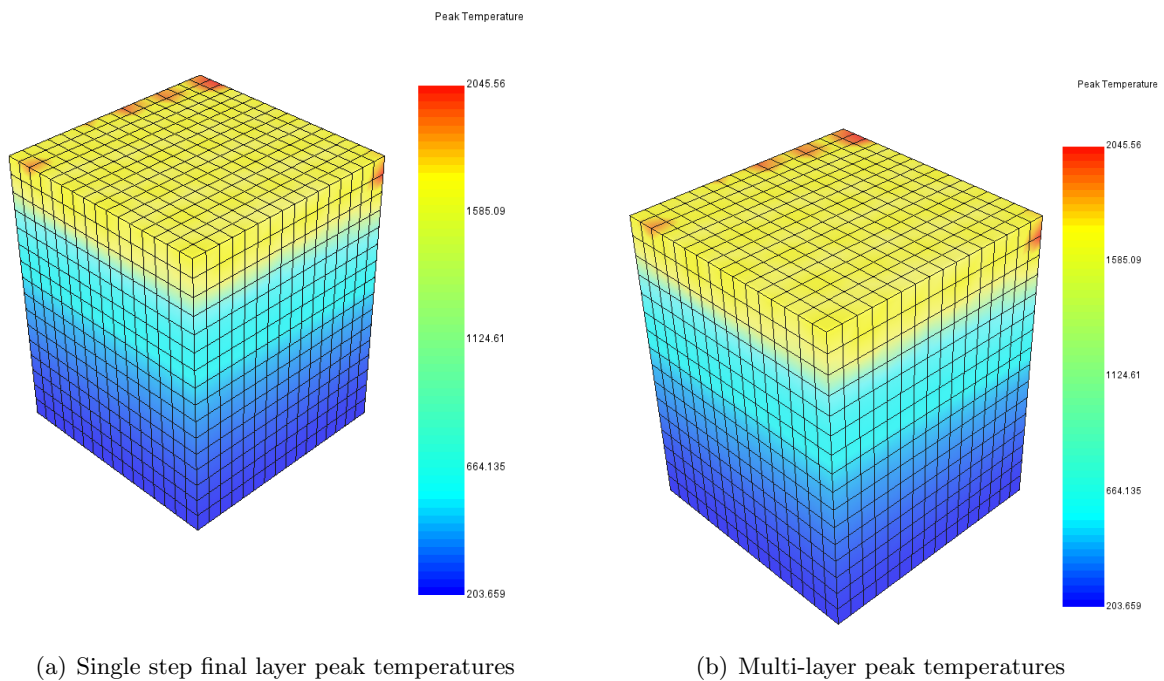 Peak Temperature
2045.56
1585.09
1124.61
664.135
203.659
(a) Single step final layer peak temperatures
Peak Temperature
2045.56
1585.09
1124.61
664.135
203.659
(b) Multi-layer peak temperatures